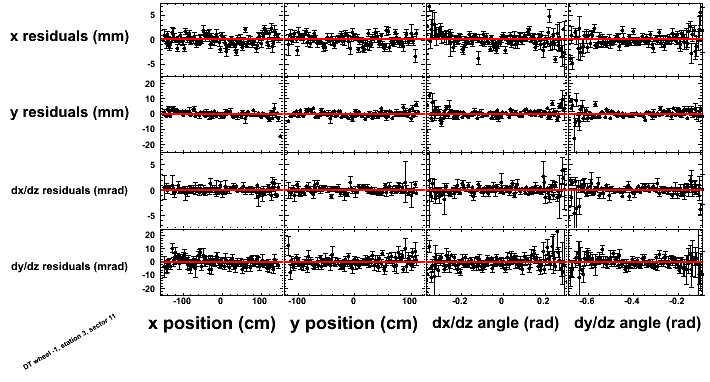 x residuals (mm)
5
0
-5
y residuals (mm)
20
10
0
-10
-20
dx/dz residuals (mrad)
5
0
-5
dy/dz residuals (mrad)
20
10
0
-10
-20
-100 0 100 -100 0 100 -0.2 0 0.2 -0.6 -0.4 -0.2
x position (cm) y position (cm) dx/dz angle (rad) dy/dz angle (rad)
DT wheel -1, station 3, sector 11